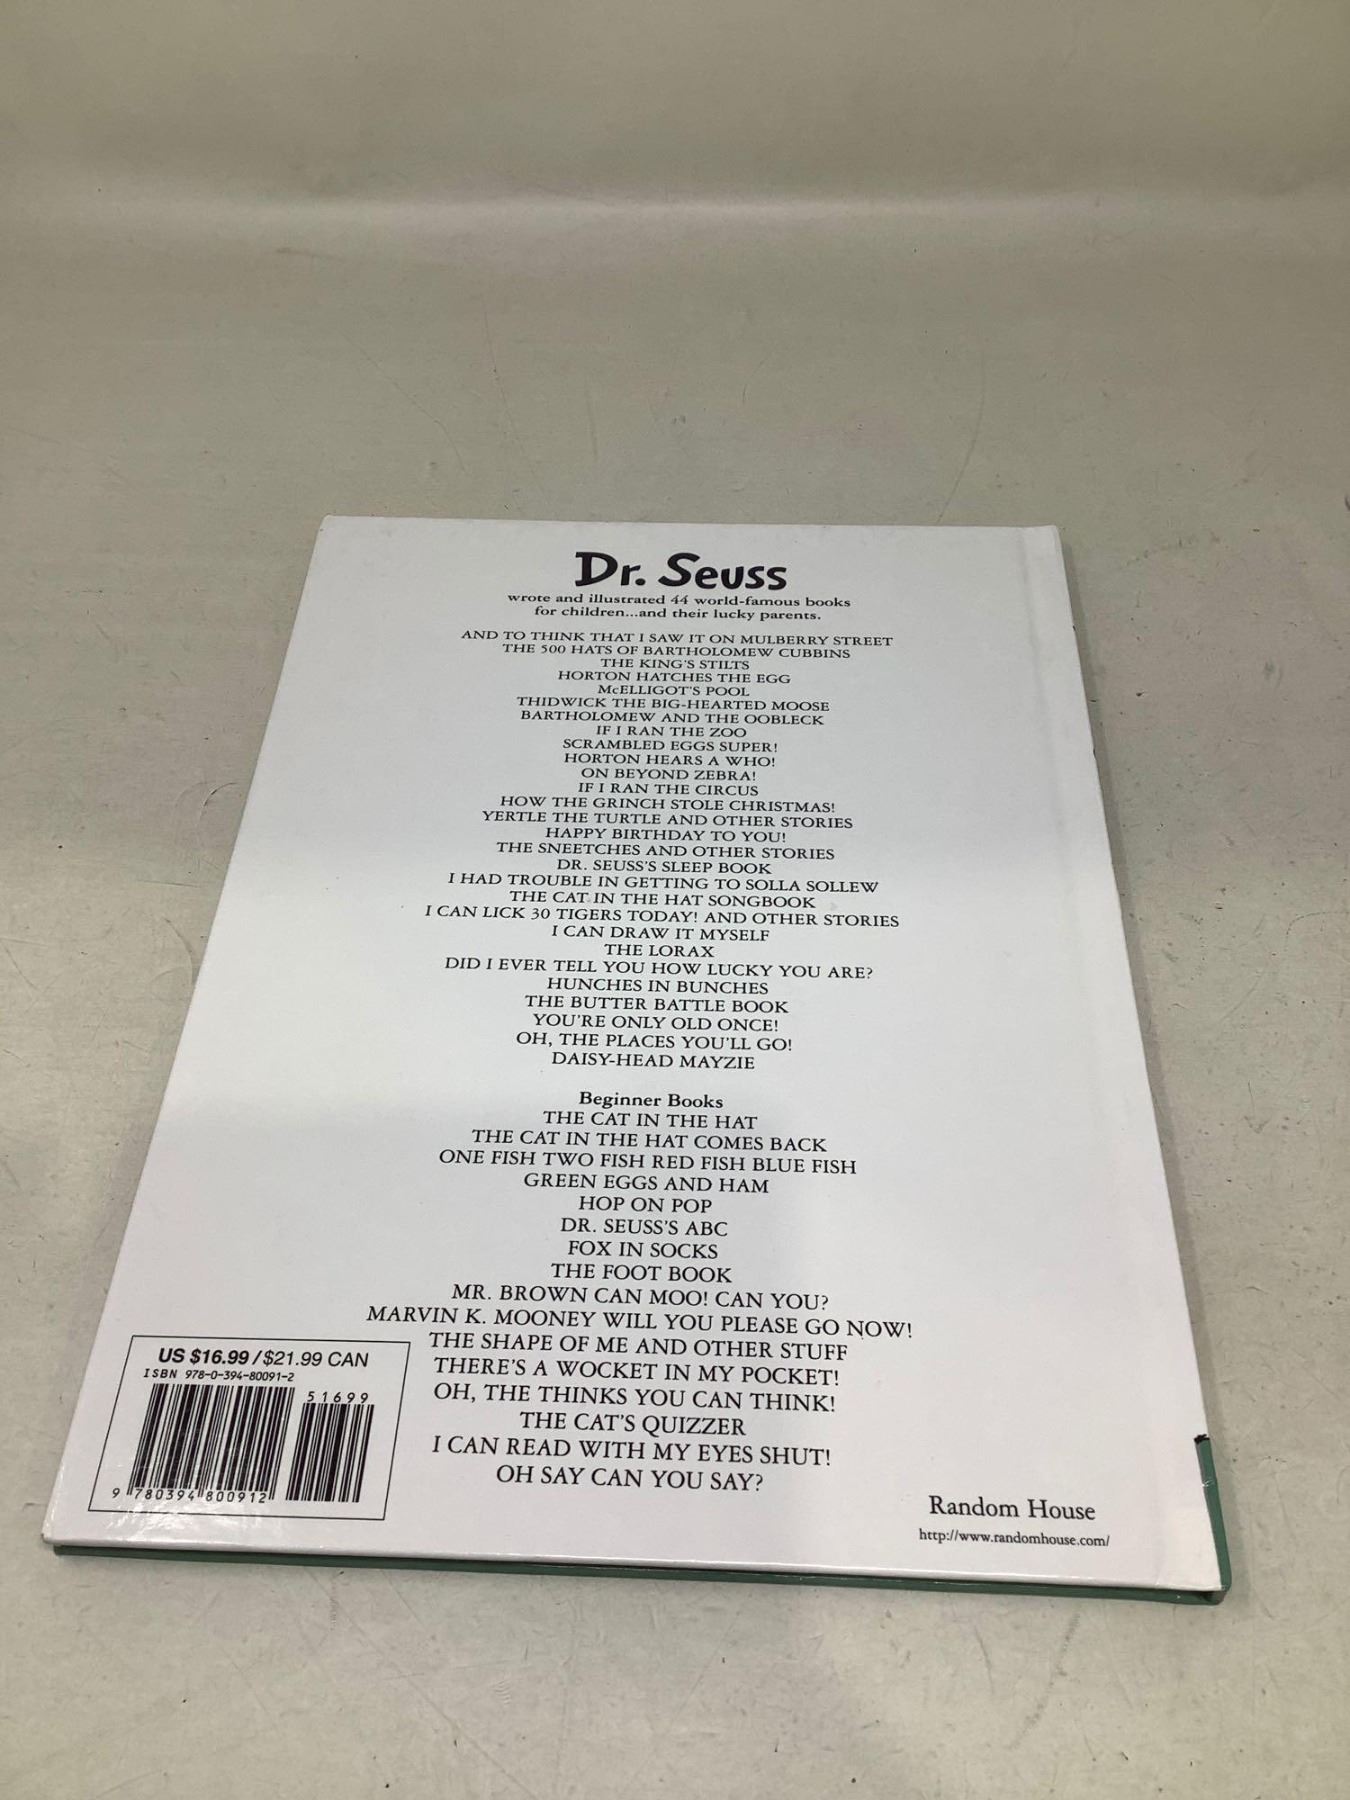 Dr. Seuss
wrote and illustrated 44 world-famous books
for children...and their lucky parents.
AND TO THINK THAT I SAW IT ON MULBERRY STREET
THE 500 HATS OF BARTHOLOMEW CUBBINS
THE KING'S STILTS
HORTON HATCHES THE EGG
McELLIGOT'S POOL
THIDWICK THE BIG-HEARTED MOOSE
BARTHOLOMEW AND THE OOBLECK
IF I RAN THE ZOO
SCRAMBLED EGGS SUPER!
HORTON HEARS A WHO!
ON BEYOND ZEBRA!
IF I RAN THE CIRCUS
HOW THE GRINCH STOLE CHRISTMAS!
YERTLE THE TURTLE AND OTHER STORIES
HAPPY BIRTHDAY TO YOU!
THE SNEETCHES AND OTHER STORIES
DR. SEUSS'S SLEEP BOOK
I HAD TROUBLE IN GETTING TO SOLLA SOLLEW
THE CAT IN THE HAT SONGBOOK
I CAN LICK 30 TIGERS TODAY! AND OTHER STORIES
I CAN DRAW IT MYSELF
THE LORAX
DID I EVER TELL YOU HOW LUCKY YOU ARE?
HUNCHES IN BUNCHES
THE BUTTER BATTLE BOOK
YOU'RE ONLY OLD ONCE!
OH, THE PLACES YOU'LL GO!
DAISY-HEAD MAYZIE
Beginner Books
THE CAT IN THE HAT
THE CAT IN THE HAT COMES BACK
ONE FISH TWO FISH RED FISH BLUE FISH
GREEN EGGS AND HAM
HOP ON POP
DR. SEUSS'S ABC
FOX IN SOCKS
THE FOOT BOOK
MR. BROWN CAN MOO! CAN YOU?
MARVIN K. MOONEY WILL YOU PLEASE GO NOW!
THE SHAPE OF ME AND OTHER STUFF
THERE'S A WOCKET IN MY POCKET!
OH, THE THINKS YOU CAN THINK!
THE CAT'S QUIZZER
I CAN READ WITH MY EYES SHUT!
OH SAY CAN YOU SAY?
US $16.99 / $21.99 CAN
ISBN 978-0-394-80091-2
51699
9 780394 800912
Random House
http://www.randomhouse.com/